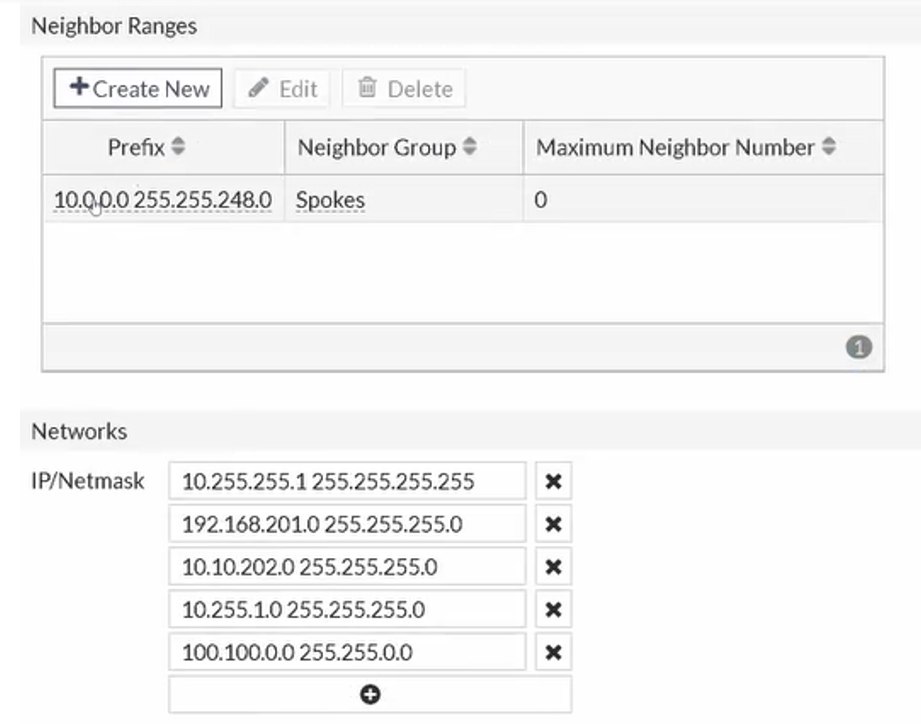 Neighbor Ranges
Create New Edit Delete
Prefix Neighbor Group Maximum Neighbor Number
10.0.0.0 255.255.248.0 Spokes 0
1
Networks
IP/Netmask 10.255.255.1 255.255.255.255
192.168.201.0 255.255.255.0
10.10.202.0 255.255.255.0
10.255.1.0 255.255.255.0
100.100.0.0 255.255.0.0